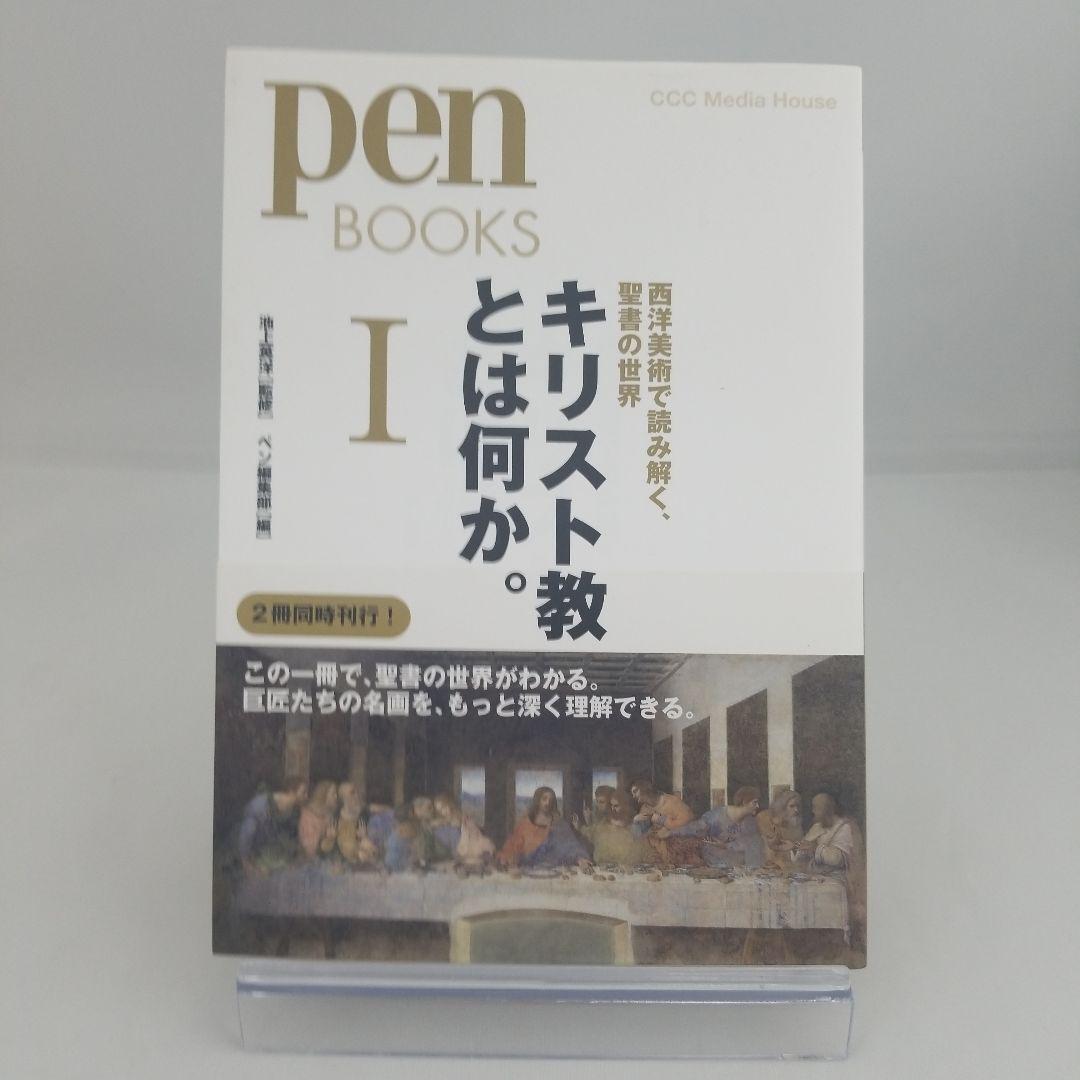 pen
BOOKS
CCC Media House
西洋美術で読み解く、
聖書の世界
キリスト教
とは何か。
I
池上英洋[監修] ペン編集部[編]
2冊同時刊行！
この一冊で、聖書の世界がわかる。
巨匠たちの名画を、もっと深く理解できる。